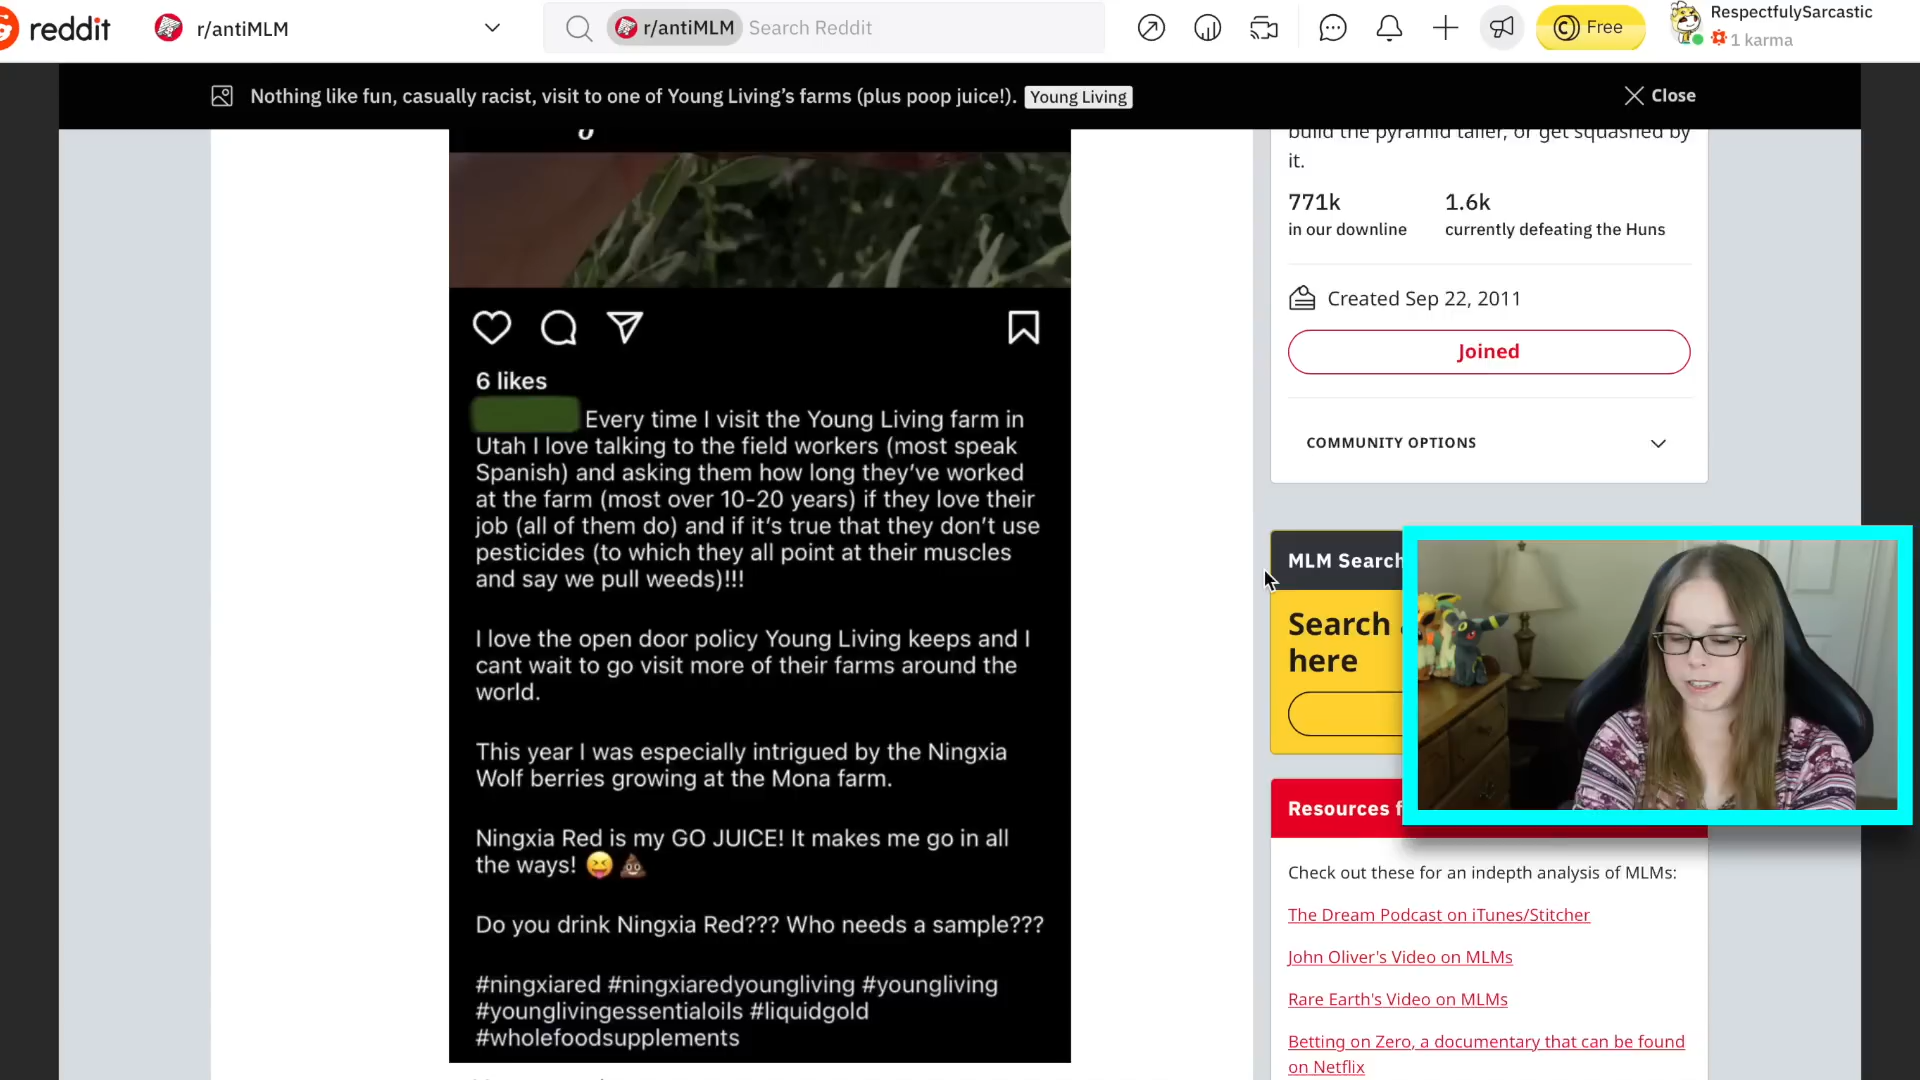 reddit
r/antiMLM
r/antiMLM Search Reddit
Free
RespectfulySarcastic
1 karma
Nothing like fun, casually racist, visit to one of Young Living's farms (plus poop juice!). Young Living
Close
6 likes
Every time I visit the Young Living farm in
Utah I love talking to the field workers (most speak
Spanish) and asking them how long they've worked
at the farm (most over 10-20 years) if they love their
job (all of them do) and if it's true that they don't use
pesticides (to which they all point at their muscles
and say we pull weeds)!!!
I love the open door policy Young Living keeps and I
cant wait to go visit more of their farms around the
world.
This year I was especially intrigued by the Ningxia
Wolf berries growing at the Mona farm.
Ningxia Red is my GO JUICE! It makes me go in all
the ways! 😝 💩
Do you drink Ningxia Red??? Who needs a sample???
#ningxiared #ningxiaredyoungliving #youngliving
#younglivingessentialoils #liquidgold
#wholefoodsupplements
build the pyramid taller, or get squashed by
it.
771k
in our downline
1.6k
currently defeating the Huns
Created Sep 22, 2011
Joined
COMMUNITY OPTIONS
MLM Search
Search
here
Resources
Check out these for an indepth analysis of MLMs:
The Dream Podcast on iTunes/Stitcher
John Oliver's Video on MLMs
Rare Earth's Video on MLMs
Betting on Zero, a documentary that can be found
on Netflix